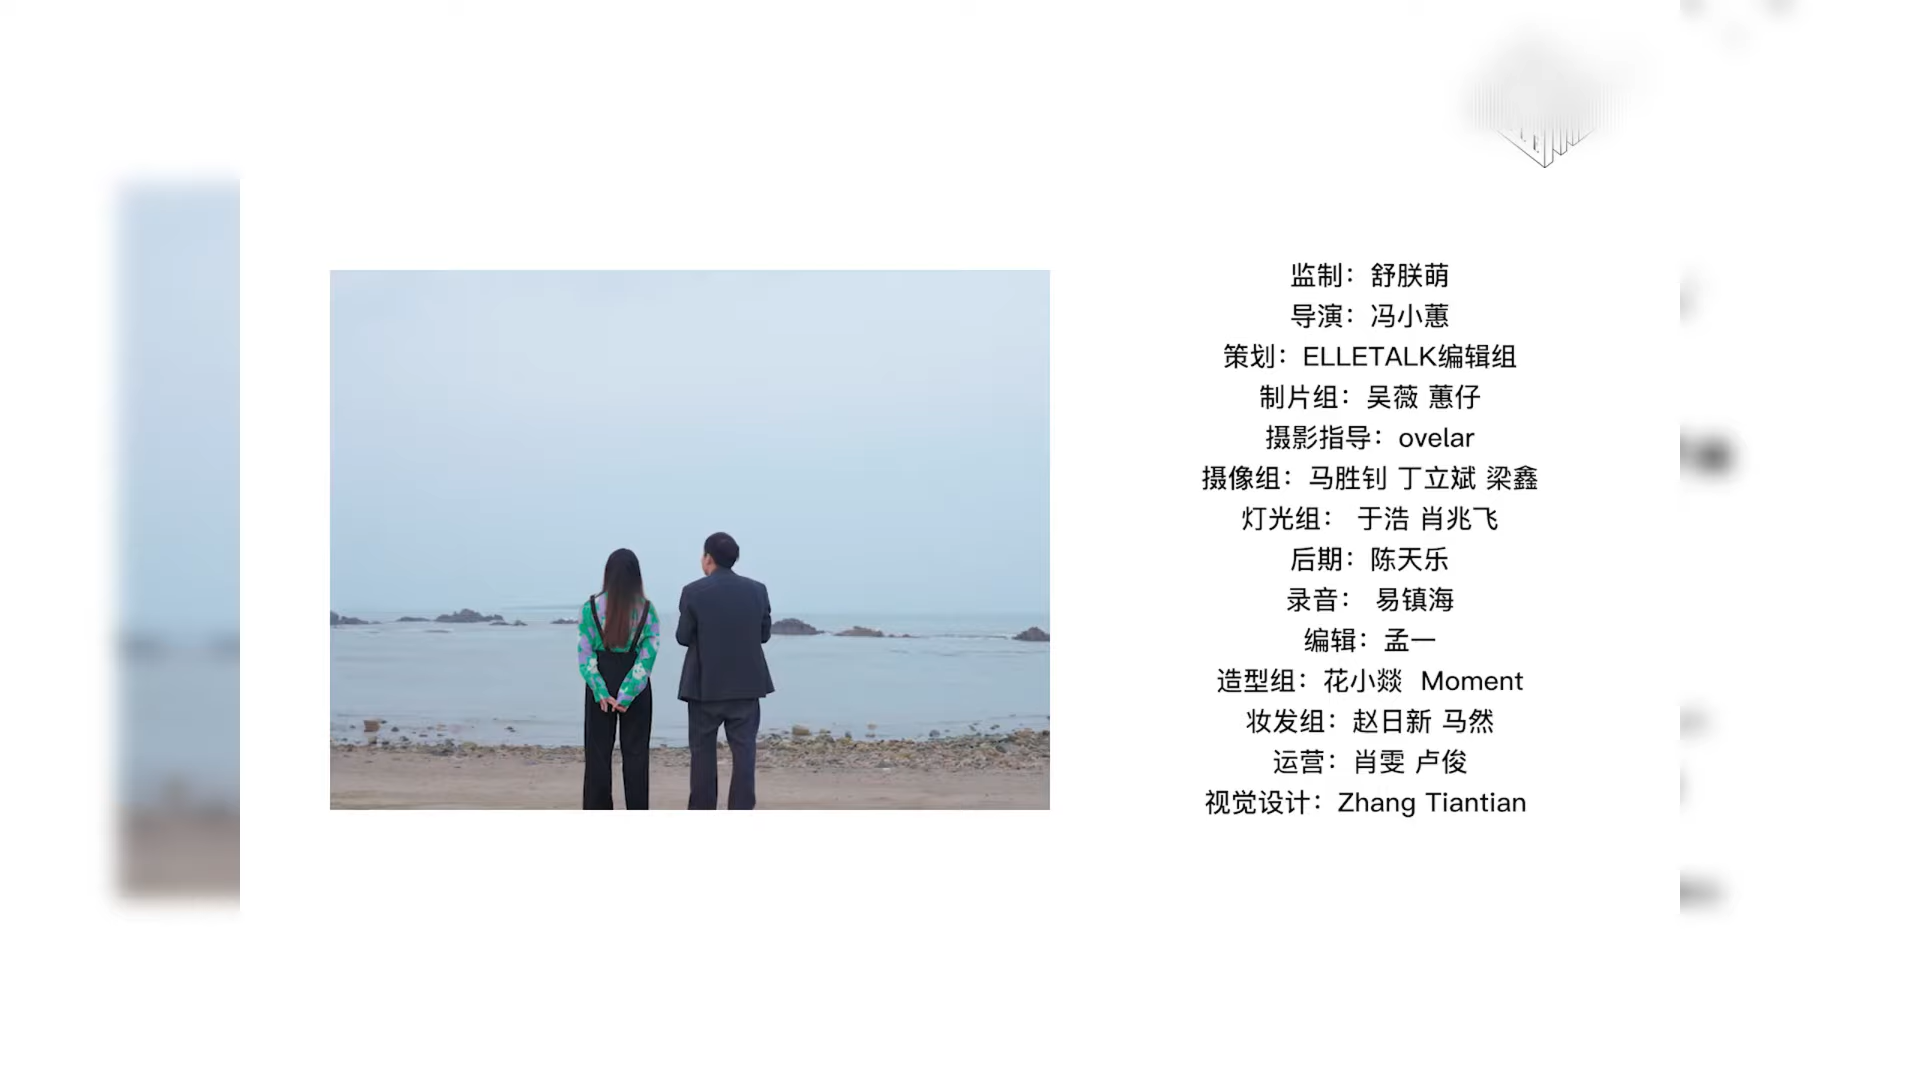 监制：舒朕萌
导演：冯小蕙
策划：ELLETALK编辑组
制片组：吴薇 蕙仔
摄影指导：ovelar
摄像组：马胜钊 丁立斌 梁鑫
灯光组： 于浩 肖兆飞
后期：陈天乐
录音： 易镇海
编辑：孟一
造型组：花小燚 Moment
妆发组：赵日新 马然
运营：肖雯 卢俊
视觉设计：Zhang Tiantian